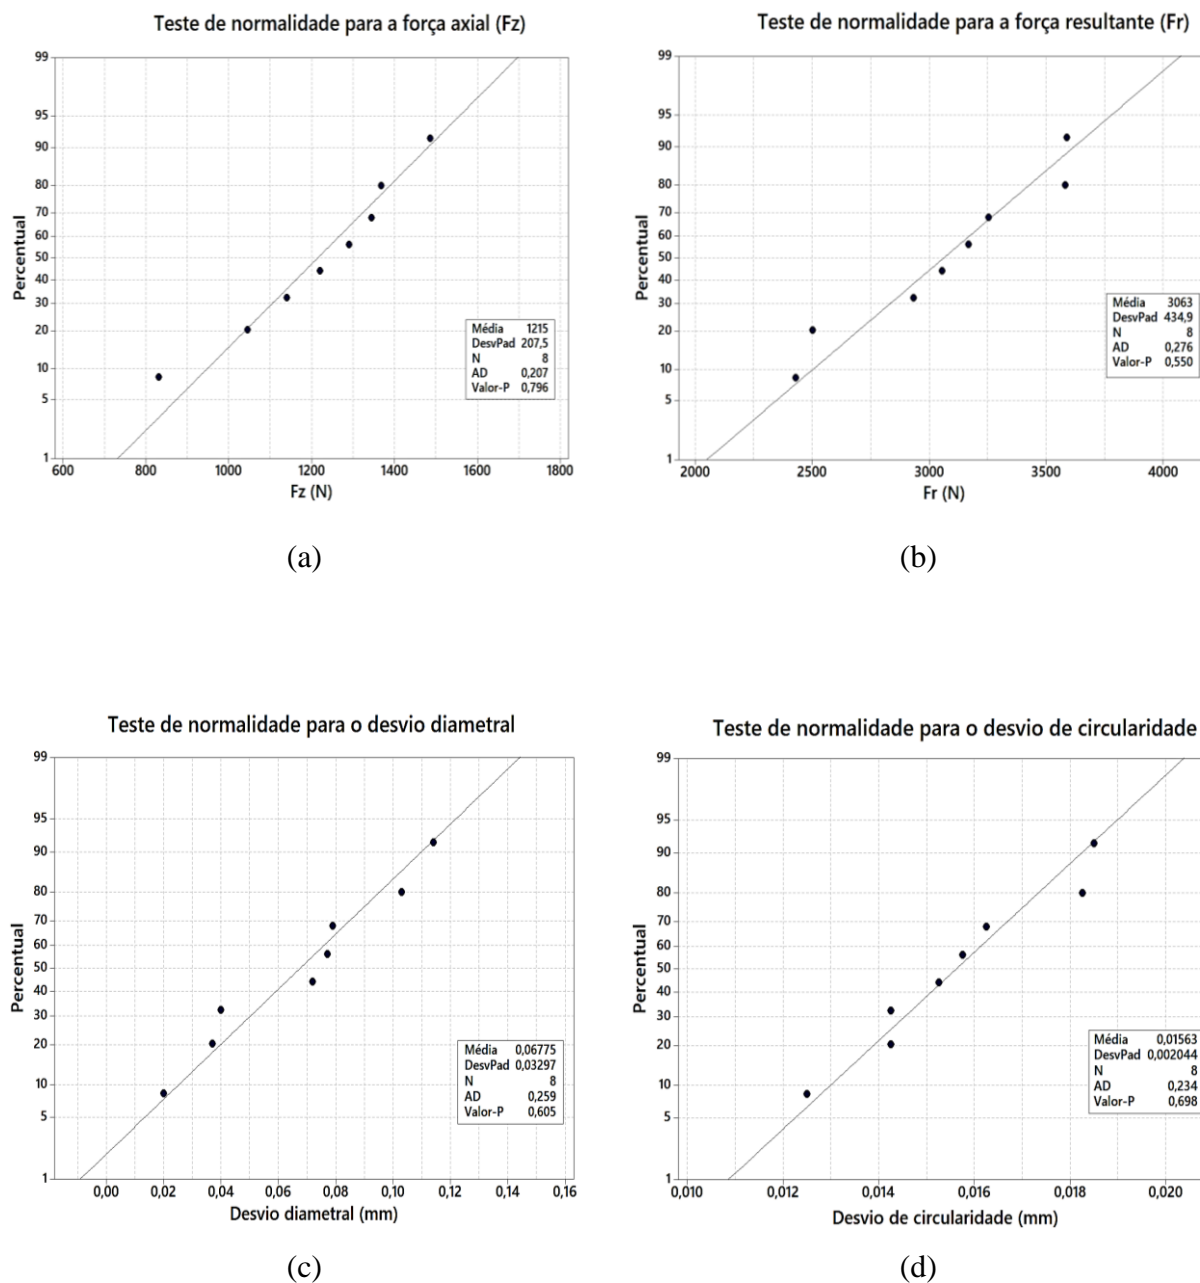 Teste de normalidade para a força axial (Fz)
99
95
90
80
70
60
50
40
30
20
10
5
1
Percentual
600 800 1000 1200 1400 1600 1800
Fz (N)
Média 1215
DesvPad 207,5
N 8
AD 0,207
Valor-P 0,796
(a)
Teste de normalidade para a força resultante (Fr)
99
95
90
80
70
60
50
40
30
20
10
5
1
Percentual
2000 2500 3000 3500 4000
Fr (N)
Média 3063
DesvPad 434,9
N 8
AD 0,276
Valor-P 0,550
(b)
Teste de normalidade para o desvio diametral
99
95
90
80
70
60
50
40
30
20
10
5
1
Percentual
0,00 0,02 0,04 0,06 0,08 0,10 0,12 0,14 0,16
Desvio diametral (mm)
Média 0,06775
DesvPad 0,03297
N 8
AD 0,259
Valor-P 0,605
(c)
Teste de normalidade para o desvio de circularidade
99
95
90
80
70
60
50
40
30
20
10
5
1
Percentual
0,010 0,012 0,014 0,016 0,018 0,020
Desvio de circularidade (mm)
Média 0,01563
DesvPad 0,002044
N 8
AD 0,234
Valor-P 0,698
(d)